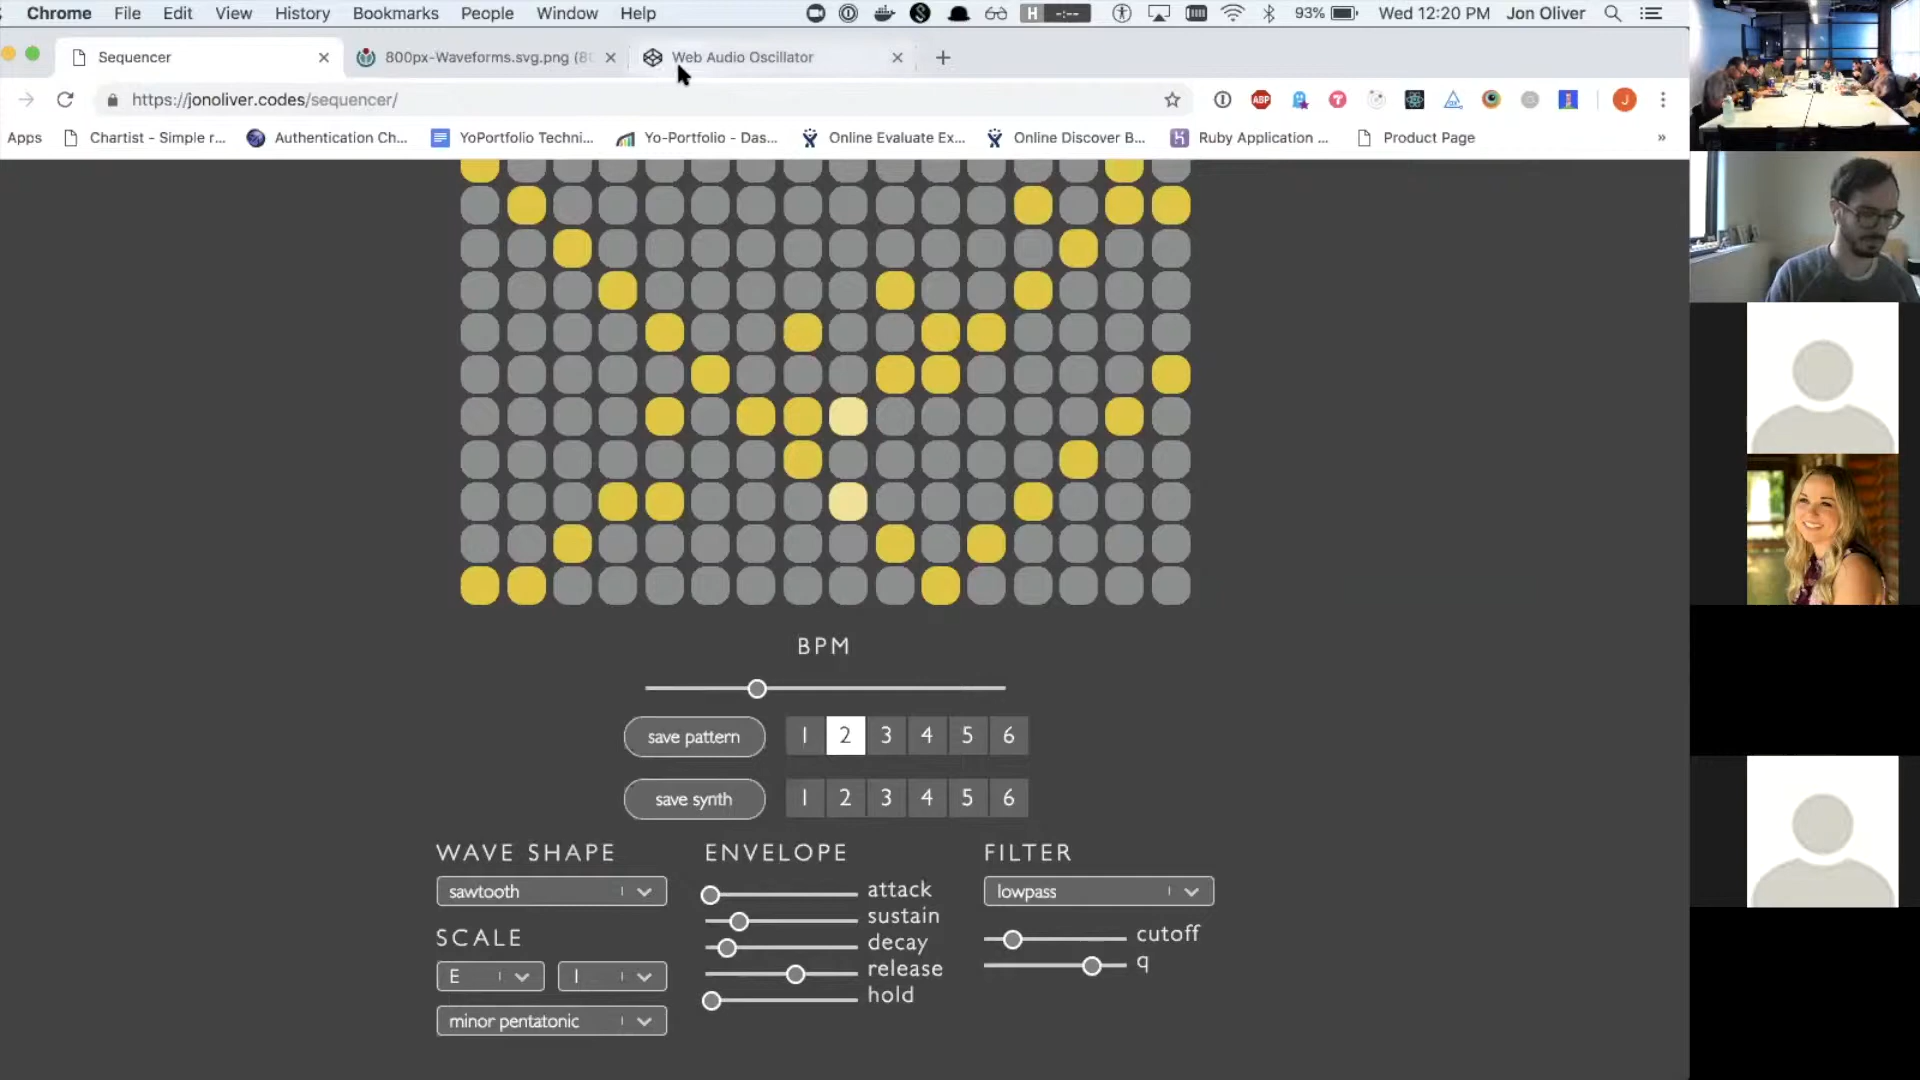 Chrome File Edit View History Bookmarks People Window Help H -:-- 93% Wed 12:20 PM Jon Oliver
Sequencer 800px-Waveforms.svg.png (80 Web Audio Oscillator
https://jonoliver.codes/sequencer/ ABP J
Apps Chartist - Simple r... Authentication Ch... YoPortfolio Techni... Yo-Portfolio - Das... Online Evaluate Ex... Online Discover B... Ruby Application ... Product Page »
BPM
save pattern 1 2 3 4 5 6
save synth 1 2 3 4 5 6
WAVE SHAPE ENVELOPE FILTER
sawtooth attack lowpass
sustain
SCALE decay cutoff
E 1 release q
hold
minor pentatonic